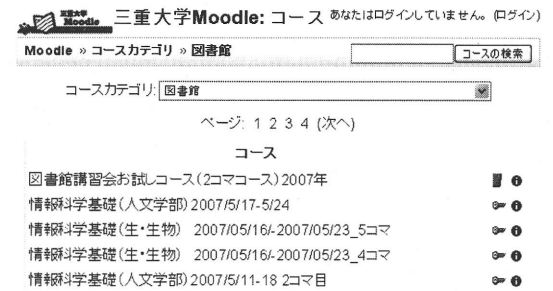 三重大学 Moodle 三重大学Moodle: コース あなたはログインしていません。(ログイン)
Moodle » コースカテゴリ » 図書館 コースの検索
コースカテゴリ: 図書館
ページ: 1 2 3 4 (次へ)
コース
図書館講習会お試しコース(2コマコース)2007年
情報科学基礎(人文学部)2007/5/17-5/24
情報科学基礎(生・生物) 2007/05/16/-2007/05/23_5コマ
情報科学基礎(生・生物) 2007/05/16/-2007/05/23_4コマ
情報科学基礎(人文学部)2007/5/11-18 2コマ目